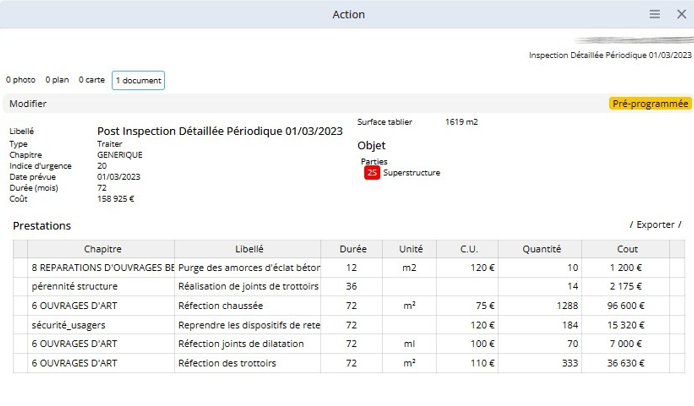 Action
Inspection Détaillée Périodique 01/03/2023
0 photo 0 plan 0 carte 1 document
Modifier Pré-programmée
Libellé Post Inspection Détaillée Périodique 01/03/2023
Type Traiter
Chapitre GENERIQUE
Indice d'urgence 20
Date prévue 01/03/2023
Durée (mois) 72
Coût 158 925 €
Surface tablier 1619 m2
Objet
Parties
25 Superstructure
Prestations / Exporter /
Chapitre Libellé Durée Unité C.U. Quantité Cout
8 REPARATIONS D'OUVRAGES BE Purge des amorces d'éclat bétor 12 m2 120 € 10 1 200 €
pérennité structure Réalisation de joints de trottoirs 36 14 2 175 €
6 OUVRAGES D'ART Réfection chaussée 72 m² 75 € 1288 96 600 €
sécurité_usagers Reprendre les dispositifs de rete 72 120 € 184 15 320 €
6 OUVRAGES D'ART Réfection joints de dilatation 72 ml 100 € 70 7 000 €
6 OUVRAGES D'ART Réfection des trottoirs 72 m² 110 € 333 36 630 €